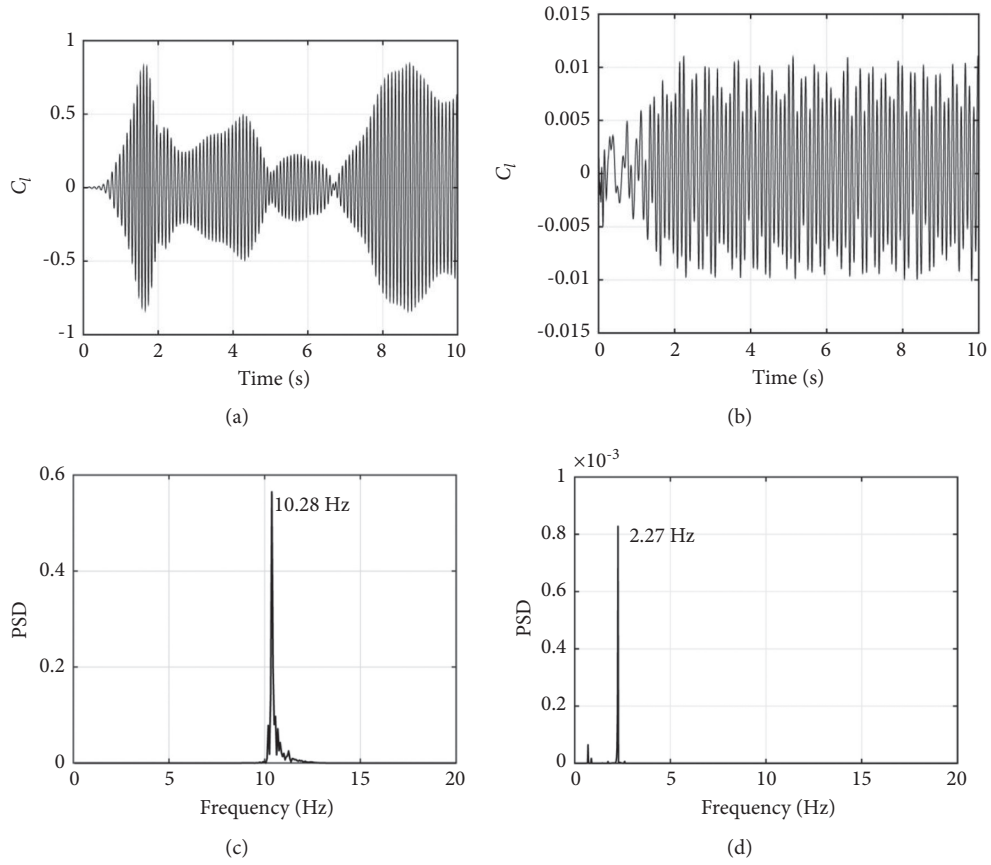 1
0.5
0
-0.5
-1
C_l
0 2 4 6 8 10
Time (s)
(a)
0.015
0.01
0.005
0
-0.005
-0.01
-0.015
C_l
0 2 4 6 8 10
Time (s)
(b)
0.6
0.4
0.2
0
PSD
10.28 Hz
0 5 10 15 20
Frequency (Hz)
(c)
×10⁻³
1
0.8
0.6
0.4
0.2
0
PSD
2.27 Hz
0 5 10 15 20
Frequency (Hz)
(d)